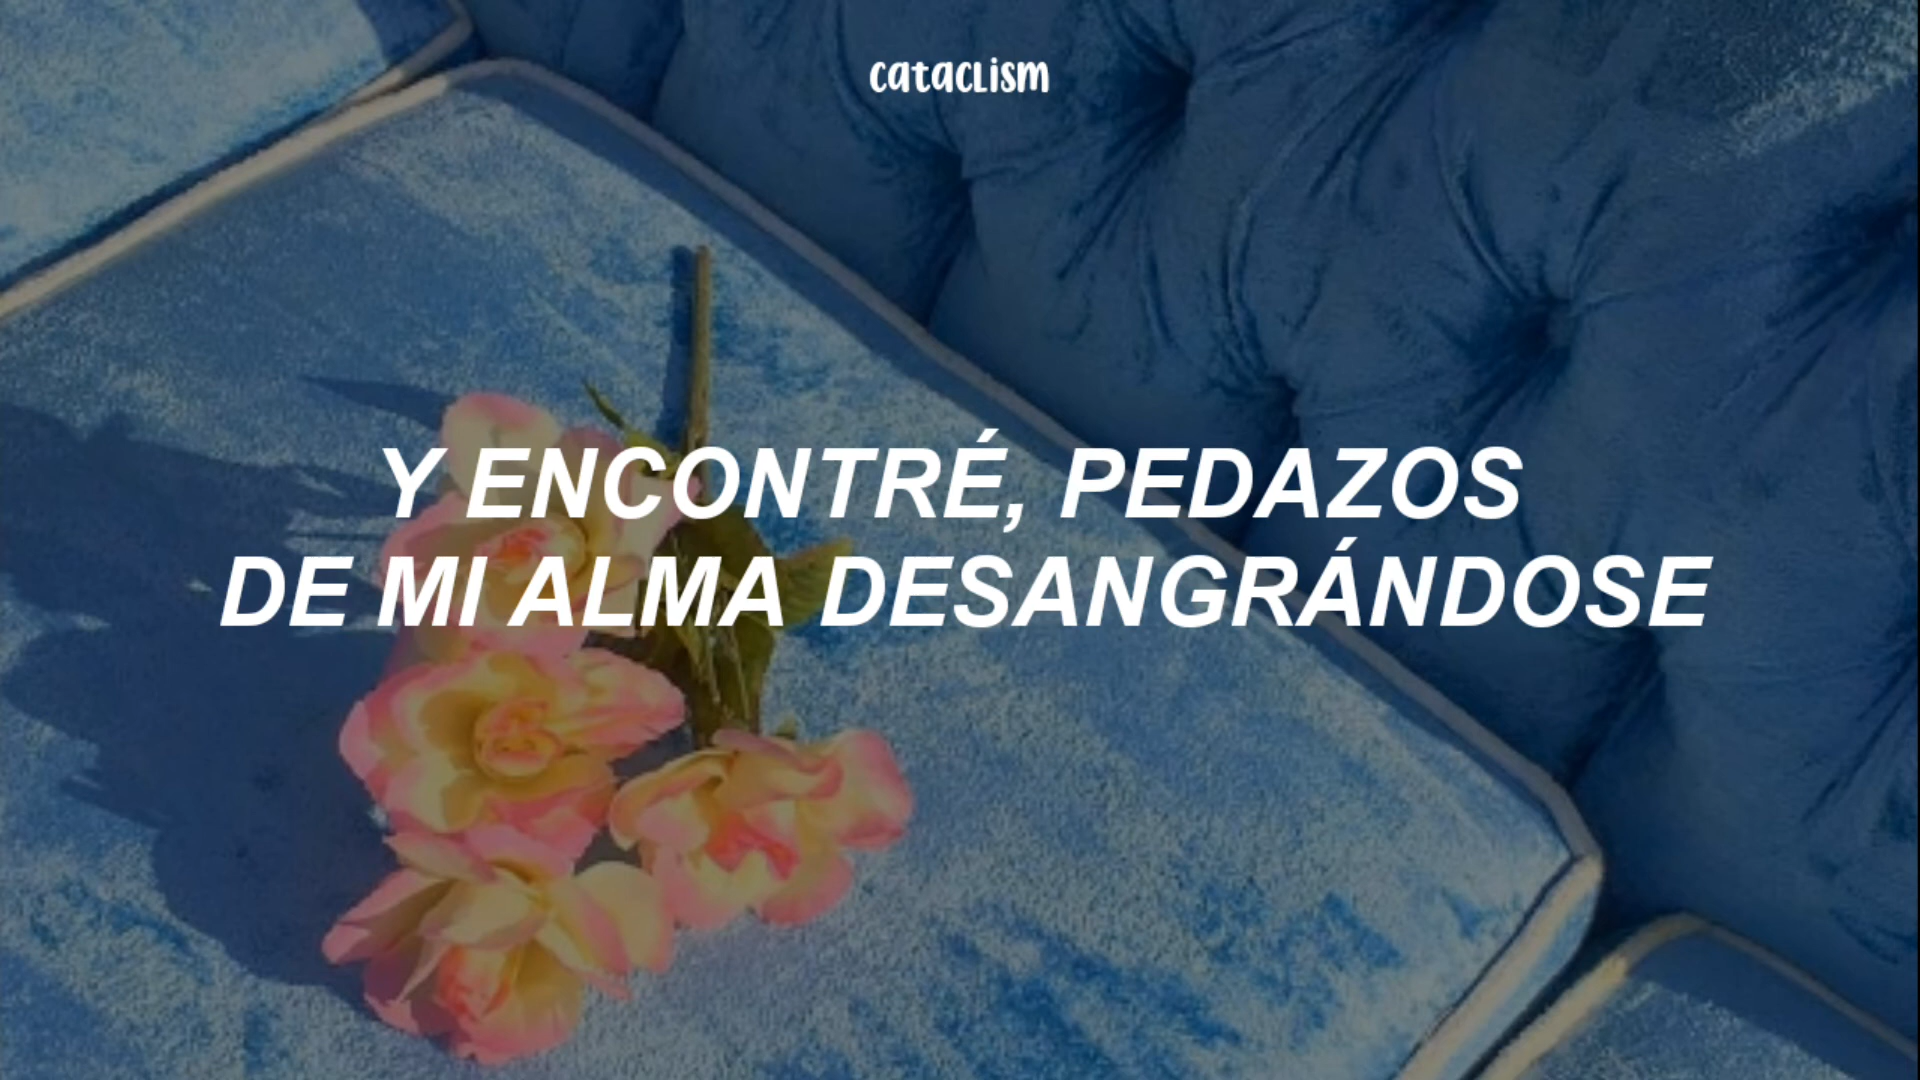 cataclism
Y ENCONTRÉ, PEDAZOS
DE MI ALMA DESANGRÁNDOSE